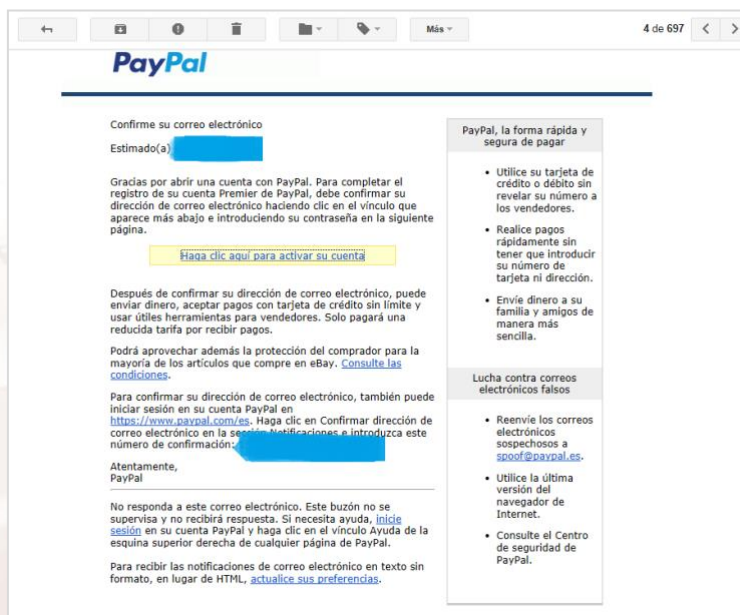 Más
4 de 697
PayPal
Confirme su correo electrónico
Estimado(a)
Gracias por abrir una cuenta con PayPal. Para completar el
registro de su cuenta Premier de PayPal, debe confirmar su
dirección de correo electrónico haciendo clic en el vínculo que
aparece más abajo e introduciendo su contraseña en la siguiente
página.
Haga clic aquí para activar su cuenta
Después de confirmar su dirección de correo electrónico, puede
enviar dinero, aceptar pagos con tarjeta de crédito sin límite y
usar útiles herramientas para vendedores. Solo pagará una
reducida tarifa por recibir pagos.
Podrá aprovechar además la protección del comprador para la
mayoría de los artículos que compre en eBay. Consulte las
condiciones.
Para confirmar su dirección de correo electrónico, también puede
iniciar sesión en su cuenta PayPal en
https://www.paypal.com/es. Haga clic en Confirmar dirección de
correo electrónico en la sección Notificaciones e introduzca este
número de confirmación:
Atentamente,
PayPal
No responda a este correo electrónico. Este buzón no se
supervisa y no recibirá respuesta. Si necesita ayuda, inicie
sesión en su cuenta PayPal y haga clic en el vínculo Ayuda de la
esquina superior derecha de cualquier página de PayPal.
Para recibir las notificaciones de correo electrónico en texto sin
formato, en lugar de HTML, actualice sus preferencias.
PayPal, la forma rápida y
segura de pagar
Utilice su tarjeta de
crédito o débito sin
revelar su número a
los vendedores.
Realice pagos
rápidamente sin
tener que introducir
su número de
tarjeta ni dirección.
Envíe dinero a su
familia y amigos de
manera más
sencilla.
Lucha contra correos
electrónicos falsos
Reenvíe los correos
electrónicos
sospechosos a
spoof@paypal.es.
Utilice la última
versión del
navegador de
Internet.
Consulte el Centro
de seguridad de
PayPal.